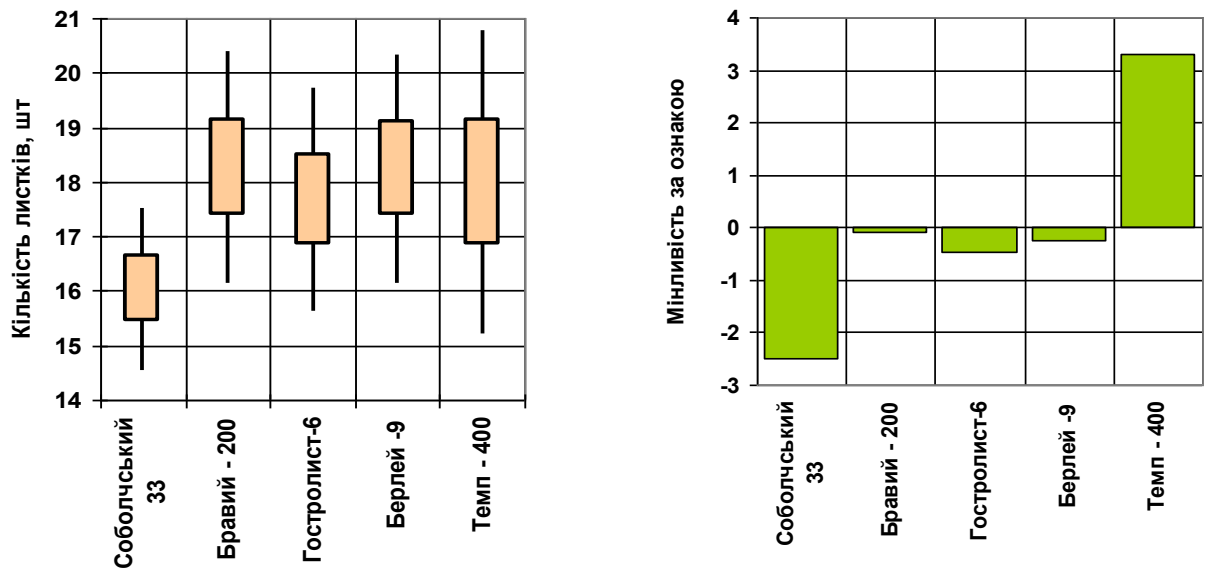 Кількість листків, шт
21
20
19
18
17
16
15
14
Соболчський
33
Бравий - 200
Гостролист-6
Берлей -9
Темп - 400
Мінливість за ознакою
4
3
2
1
0
-1
-2
-3
Соболчський
33
Бравий - 200
Гостролист-6
Берлей -9
Темп - 400